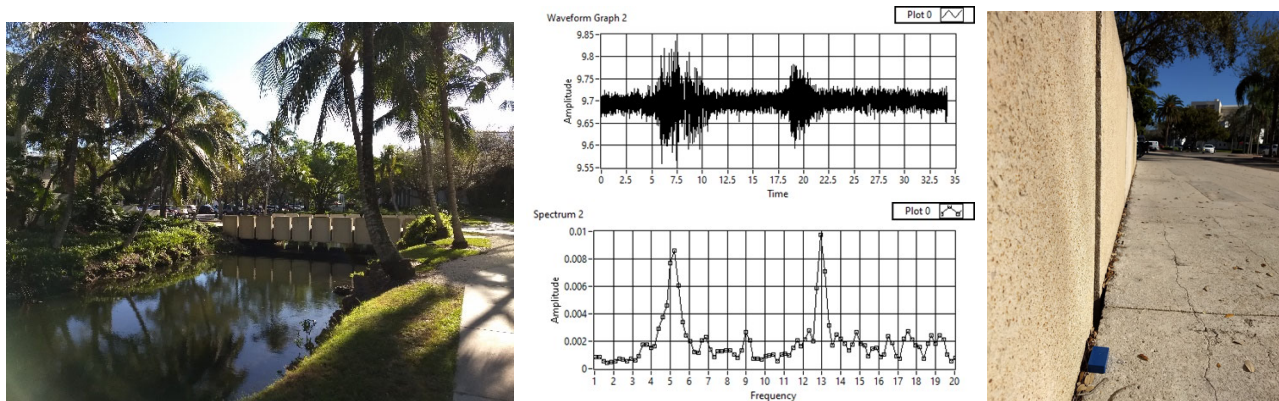 Waveform Graph 2
Plot 0
9.85
9.8
9.75
9.7
9.65
9.6
9.55
Amplitude
0 2.5 5 7.5 10 12.5 15 17.5 20 22.5 25 27.5 30 32.5 35
Time
Spectrum 2
Plot 0
0.01
0.008
0.006
0.004
0.002
0
Amplitude
1 2 3 4 5 6 7 8 9 10 11 12 13 14 15 16 17 18 19 20
Frequency